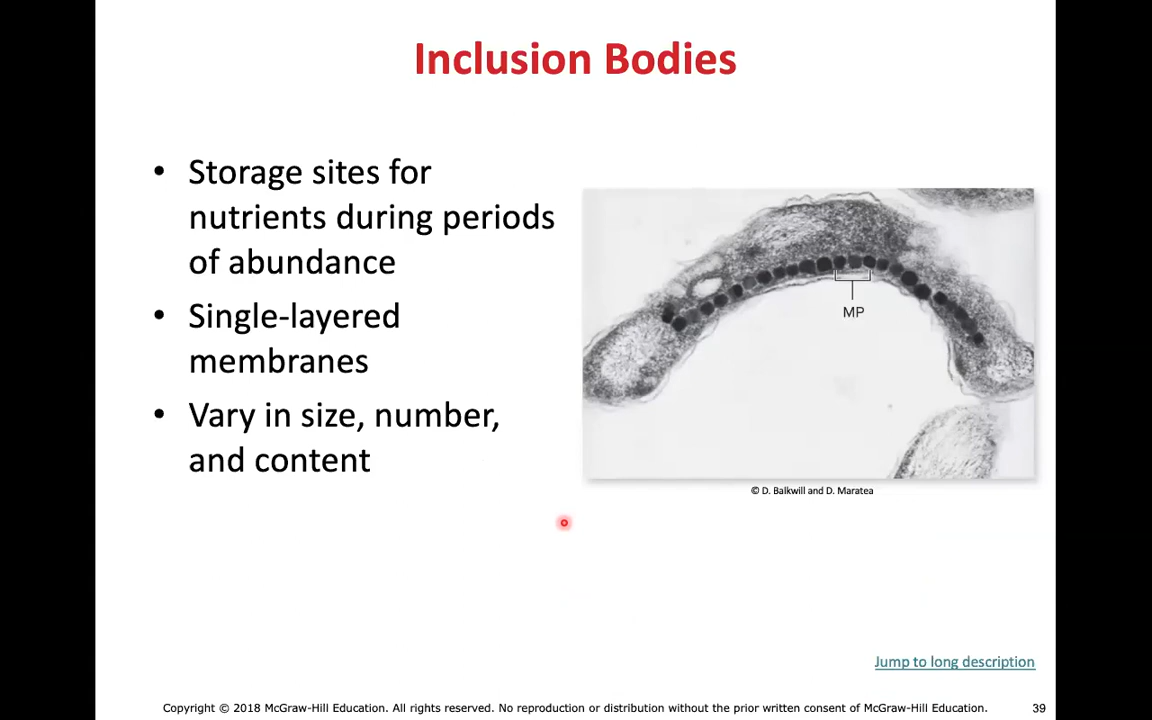 Inclusion Bodies
• Storage sites for
nutrients during periods
of abundance
• Single-layered
membranes
• Vary in size, number,
and content
MP
© D. Balkwill and D. Maratea
Jump to long description
Copyright © 2018 McGraw-Hill Education. All rights reserved. No reproduction or distribution without the prior written consent of McGraw-Hill Education.
39